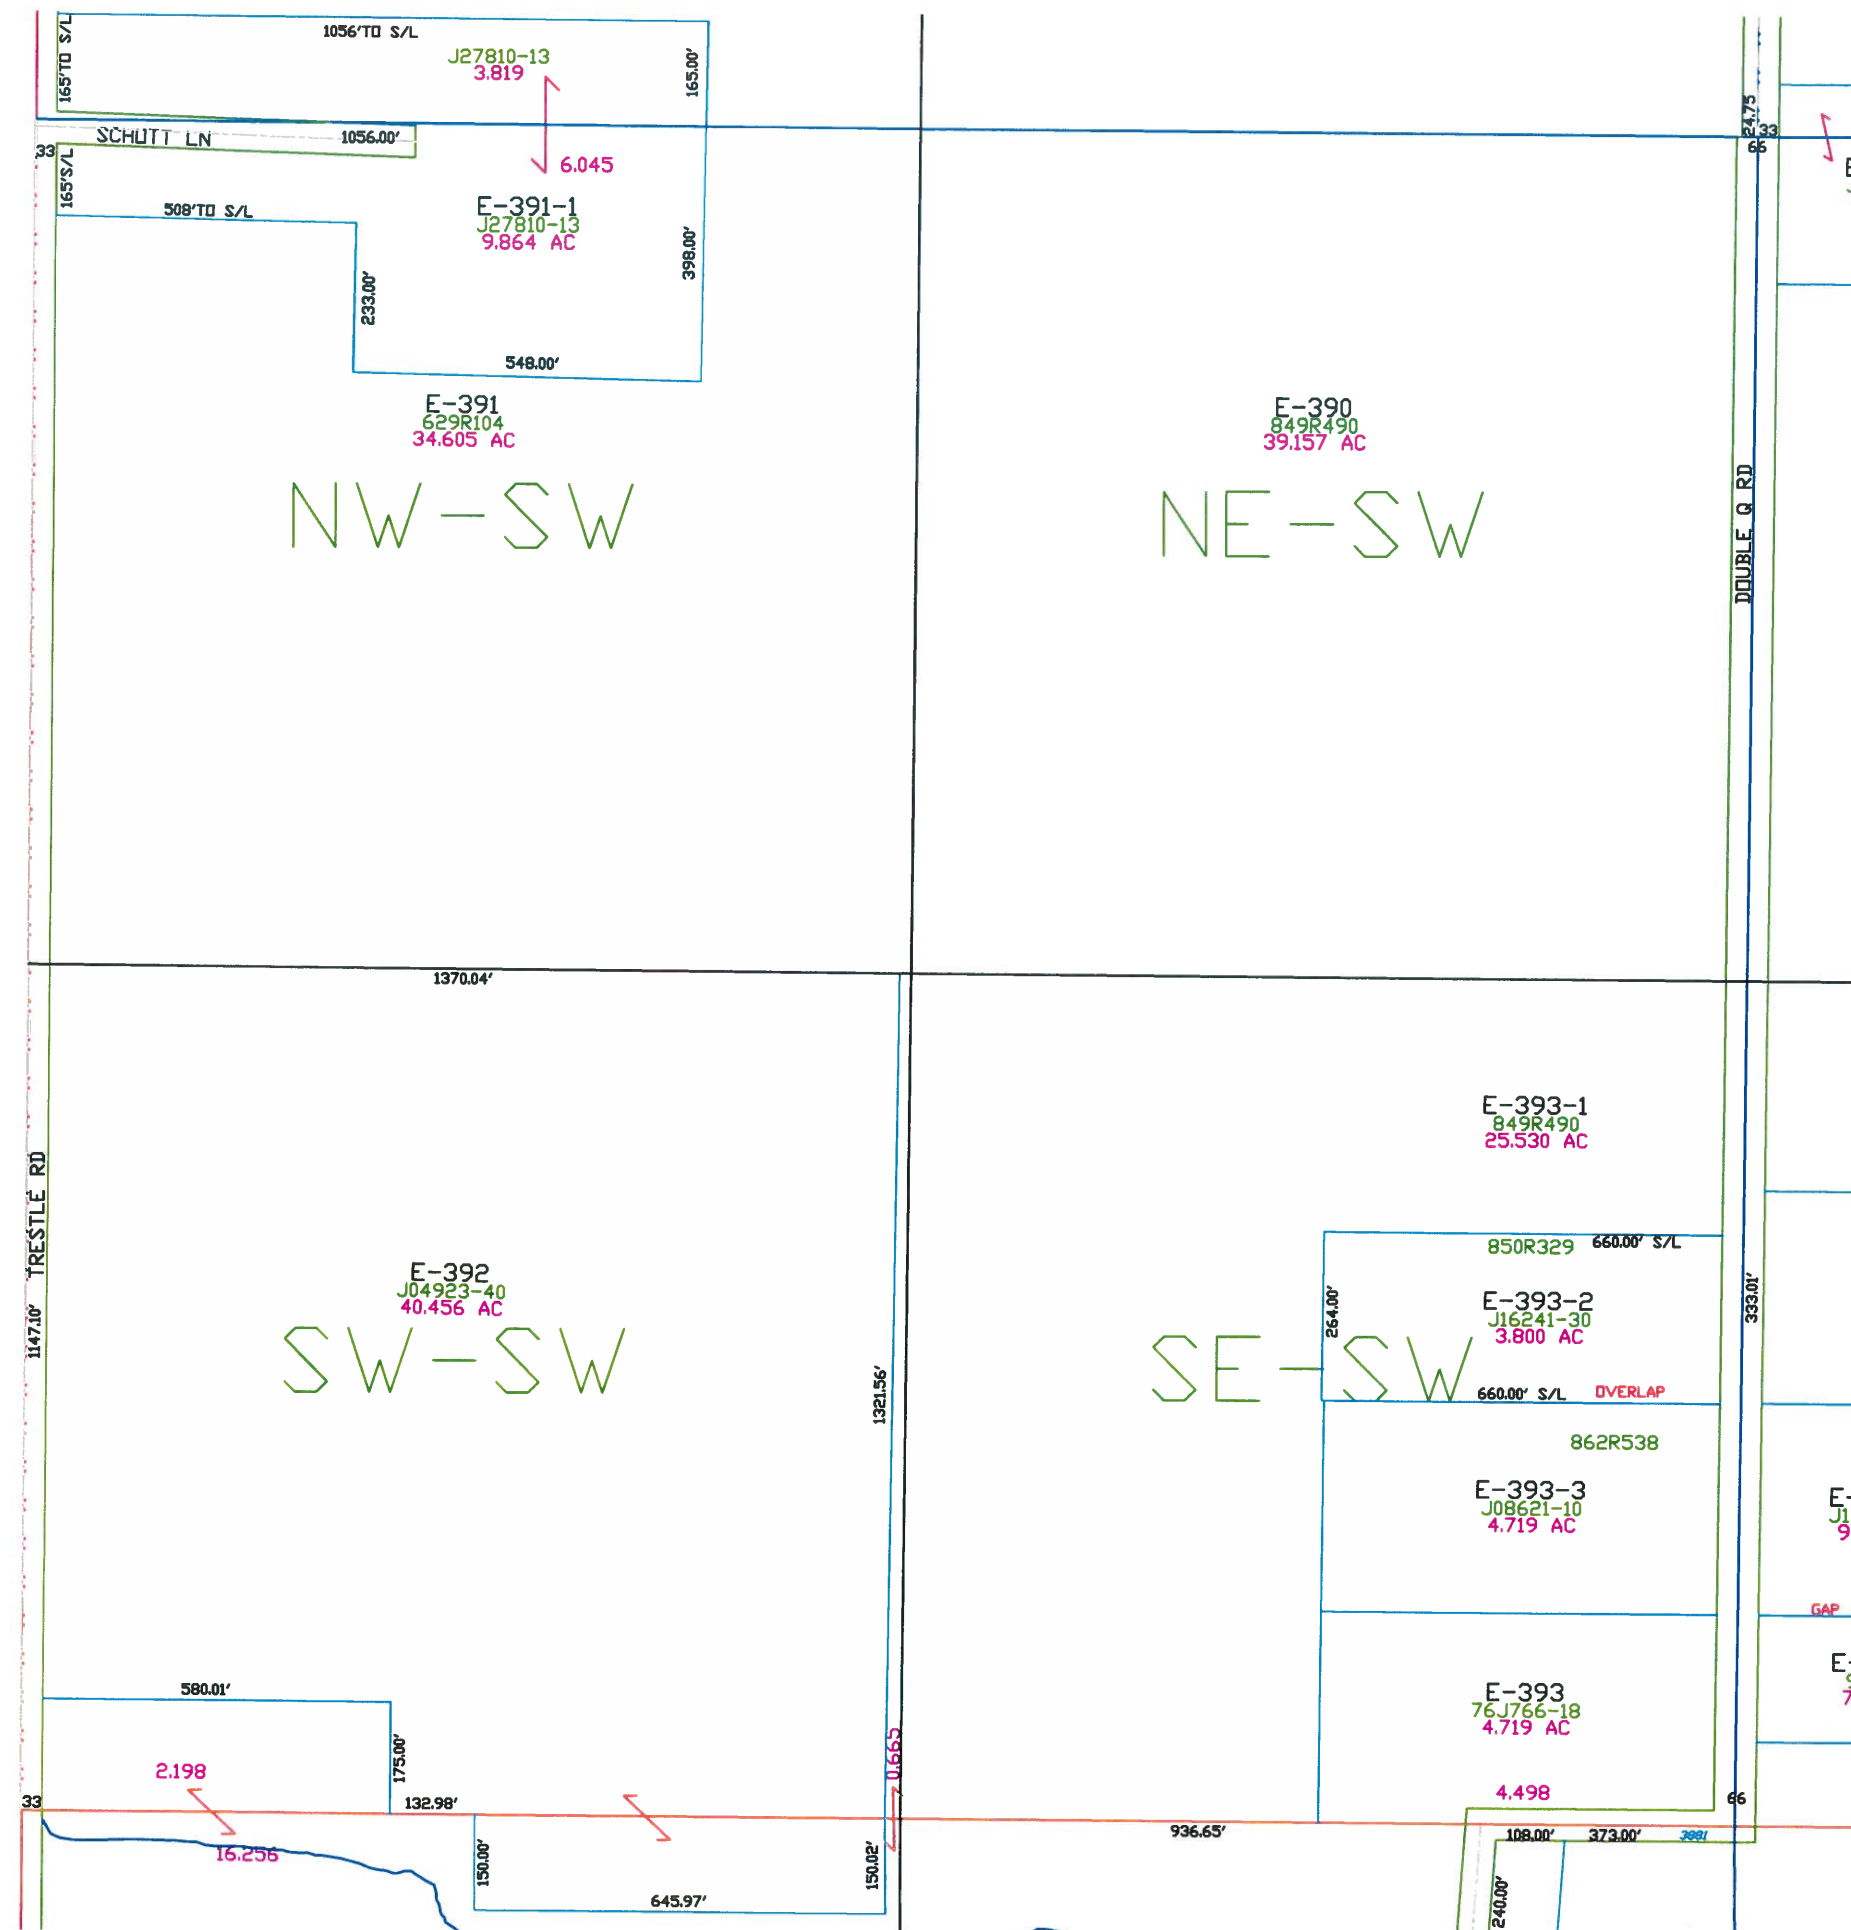 1056'TO S/L
165'TO S/L
J27810-13
3.819
165.00'
24.75
33
SCHUTT LN
1056.00'
33
66
6.045
165'S/L
508'TO S/L
E-391-1
J27810-13
9.864 AC
398.00'
233.00'
548.00'
E-391
629R104
34.605 AC
E-390
849R490
39.157 AC
NW-SW
NE-SW
DOUBLE Q RD
1370.04'
E-393-1
849R490
25.530 AC
TRESTLE RD
850R329
660.00' S/L
E-392
J04923-40
40.456 AC
264.00'
E-393-2
J16241-30
3.800 AC
333.01'
1147.10'
SW-SW
SE-SW
1321.56'
660.00' S/L
OVERLAP
862R538
E-393-3
J08621-10
4.719 AC
E-
J1
9
GAP
E-
7
580.01'
E-393
76J766-18
4.719 AC
175.00'
0.665
2.198
4.498
33
132.98'
66
936.65'
108.00'
373.00'
3881
16.256
150.00'
150.02'
645.97'
240.00'